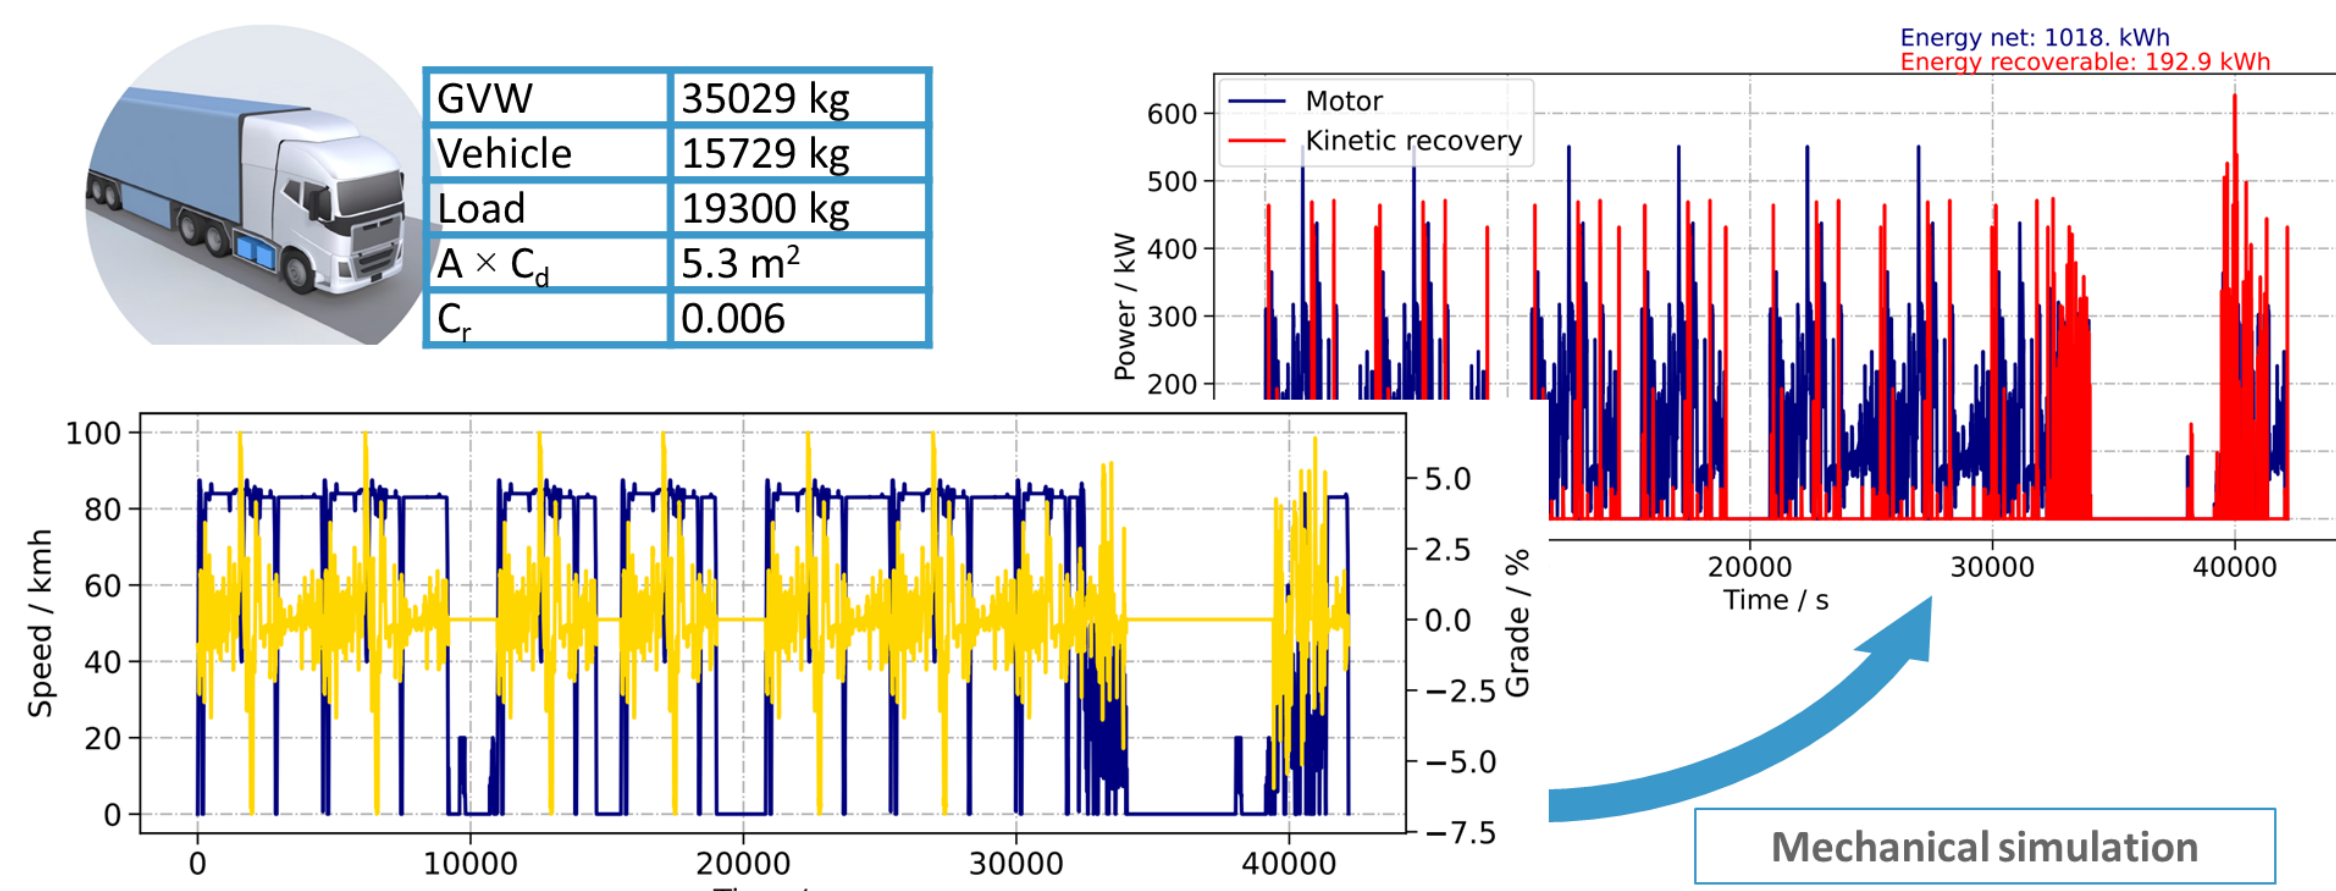 GVW 35029 kg
Vehicle 15729 kg
Load 19300 kg
A × Cd 5.3 m²
Cr 0.006
Energy net: 1018. kWh
Energy recoverable: 192.9 kWh
Motor
Kinetic recovery
Power / kW
600
500
400
300
200
20000 30000 40000
Time / s
Speed / kmh
100
80
60
40
20
0
5.0
2.5
0.0
−2.5
−5.0
−7.5
Grade / %
0 10000 20000 30000 40000
Mechanical simulation